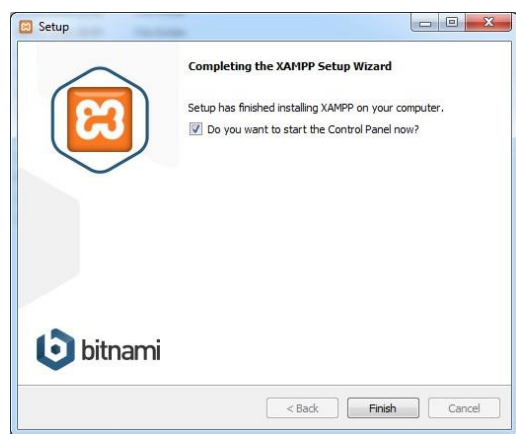 Setup
Completing the XAMPP Setup Wizard
Setup has finished installing XAMPP on your computer.
Do you want to start the Control Panel now?
bitnami
< Back
Finish
Cancel